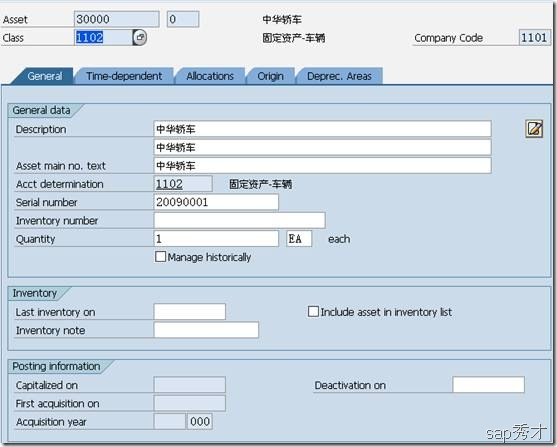 Asset 30000 0 中华轿车
Class 1102 固定资产-车辆 Company Code 1101
General Time-dependent Allocations Origin Deprec. Areas
General data
Description 中华轿车
中华轿车
Asset main no. text 中华轿车
Acct determination 1102 固定资产-车辆
Serial number 20090001
Inventory number
Quantity 1 EA each
Manage historically
Inventory
Last inventory on Include asset in inventory list
Inventory note
Posting information
Capitalized on Deactivation on
First acquisition on
Acquisition year 000
sap秀才